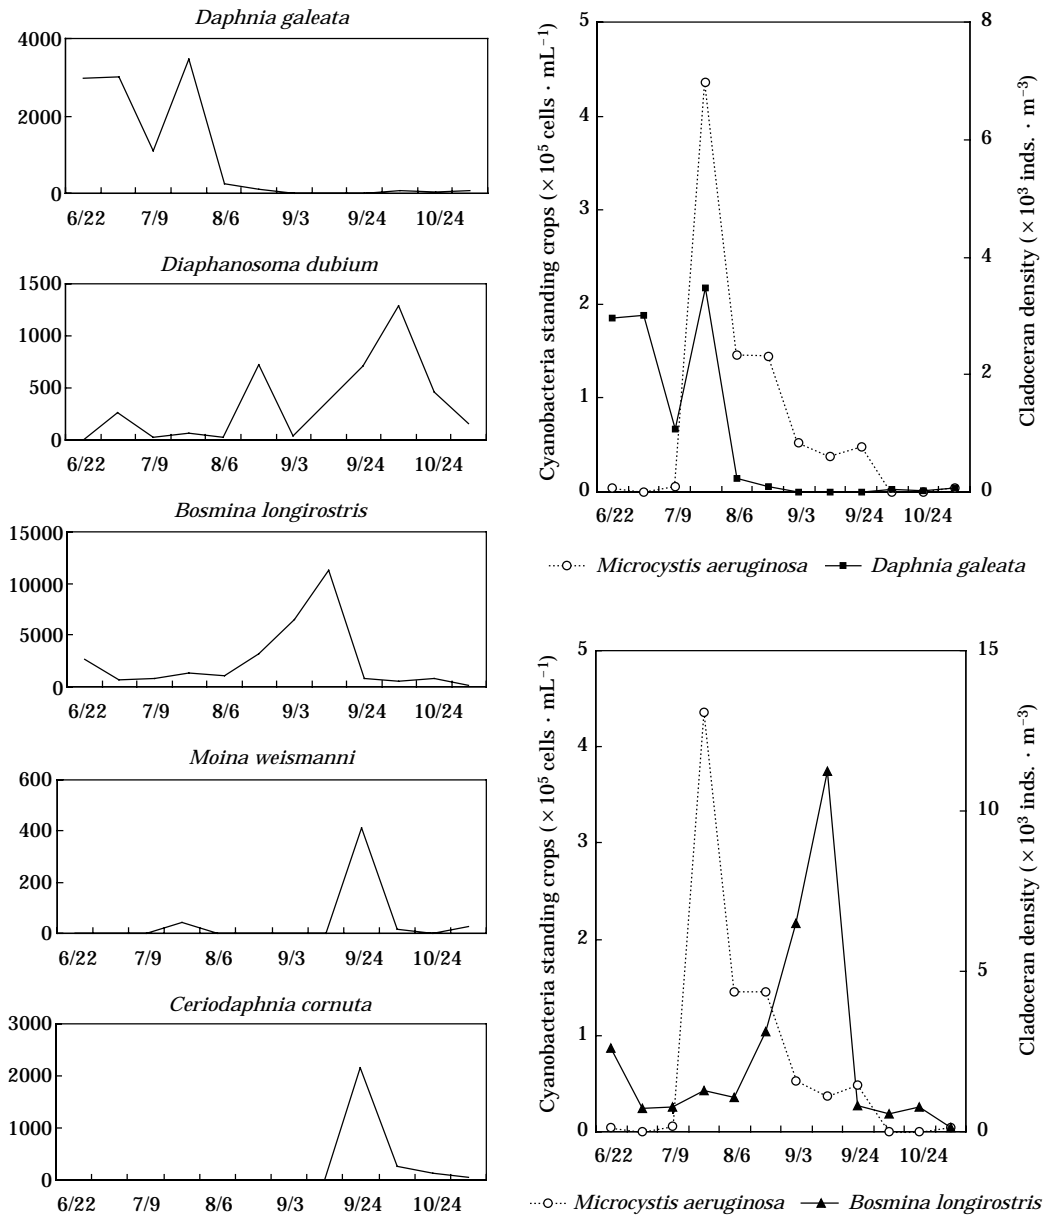 Daphnia galeata
4000
2000
0
6/22 7/9 8/6 9/3 9/24 10/24
Diaphanosoma dubium
1500
1000
500
0
6/22 7/9 8/6 9/3 9/24 10/24
Bosmina longirostris
15000
10000
5000
0
6/22 7/9 8/6 9/3 9/24 10/24
Moina weismanni
600
400
200
0
6/22 7/9 8/6 9/3 9/24 10/24
Ceriodaphnia cornuta
3000
2000
1000
0
6/22 7/9 8/6 9/3 9/24 10/24
Cyanobacteria standing crops (×10⁵ cells · mL⁻¹)
5
4
3
2
1
0
8
6
4
2
0
Cladoceran density (×10³ inds. · m⁻³)
6/22 7/9 8/6 9/3 9/24 10/24
Microcystis aeruginosa Daphnia galeata
Cyanobacteria standing crops (×10⁵ cells · mL⁻¹)
5
4
3
2
1
0
15
10
5
0
Cladoceran density (×10³ inds. · m⁻³)
6/22 7/9 8/6 9/3 9/24 10/24
Microcystis aeruginosa Bosmina longirostris